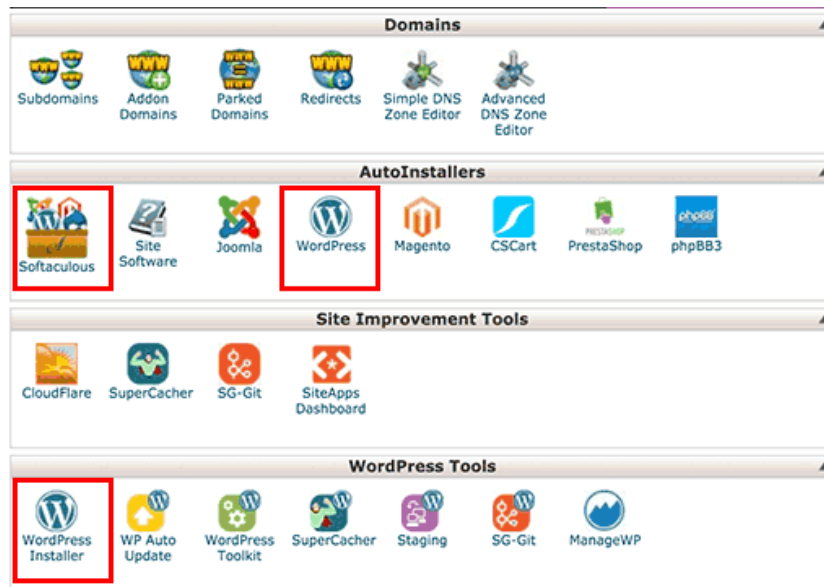 Domains
Subdomains
Addon
Domains
Parked
Domains
Redirects
Simple DNS
Zone Editor
Advanced
DNS Zone
Editor
AutoInstallers
Softaculous
Site
Software
Joomla
WordPress
Magento
CSCart
PRESTASHOP
PrestaShop
phpBB
phpBB3
Site Improvement Tools
CloudFlare
SuperCacher
SG-Git
SiteApps
Dashboard
WordPress Tools
WordPress
Installer
WP Auto
Update
WordPress
Toolkit
SuperCacher
Staging
SG-Git
ManageWP